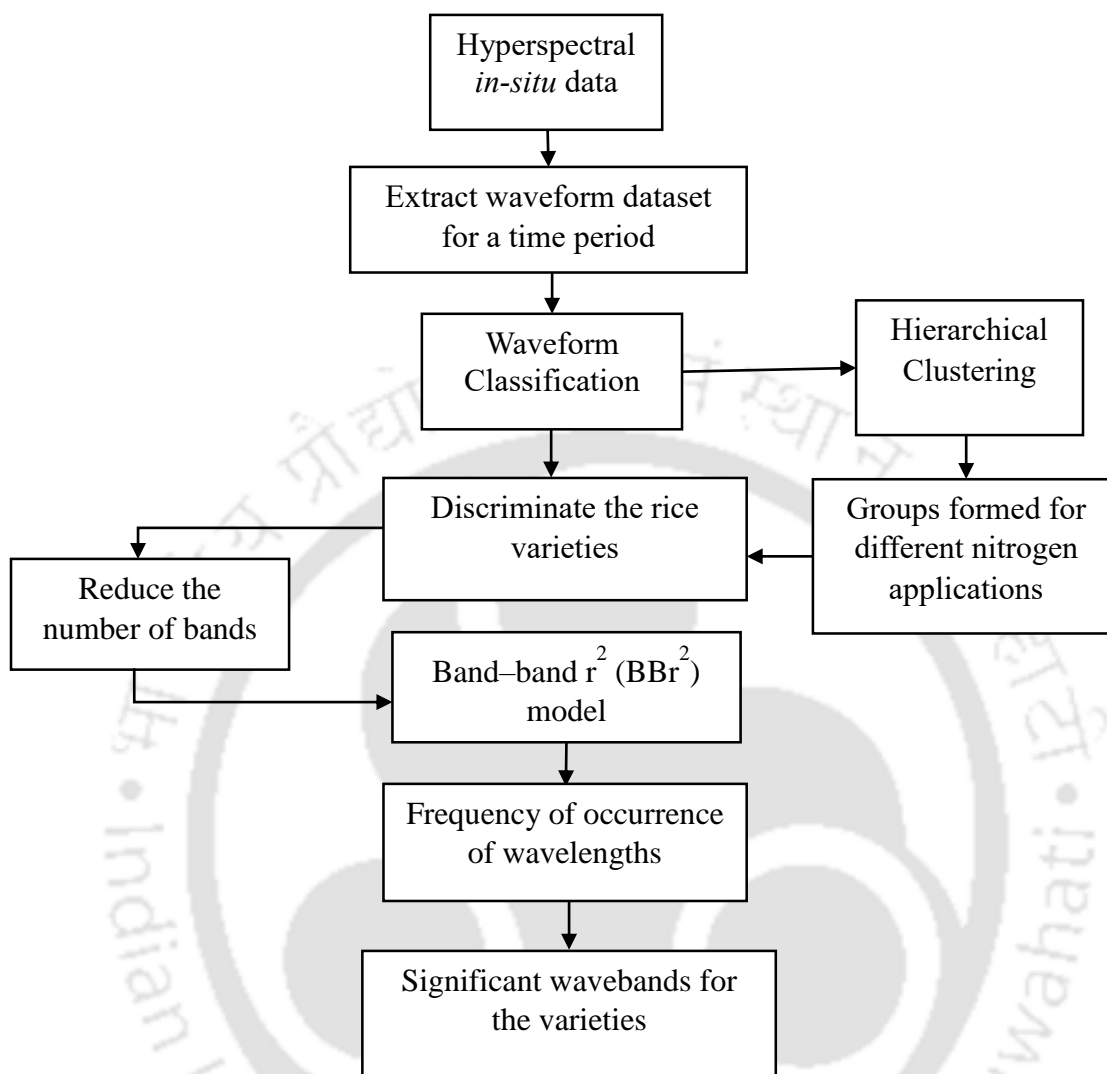 Hyperspectral
in-situ data
Extract waveform dataset
for a time period
Waveform
Classification
Hierarchical
Clustering
Discriminate the rice
varieties
Groups formed for
different nitrogen
applications
Reduce the
number of bands
Band–band r² (BBr²)
model
Frequency of occurrence
of wavelengths
Significant wavebands for
the varieties
Indian
wahati